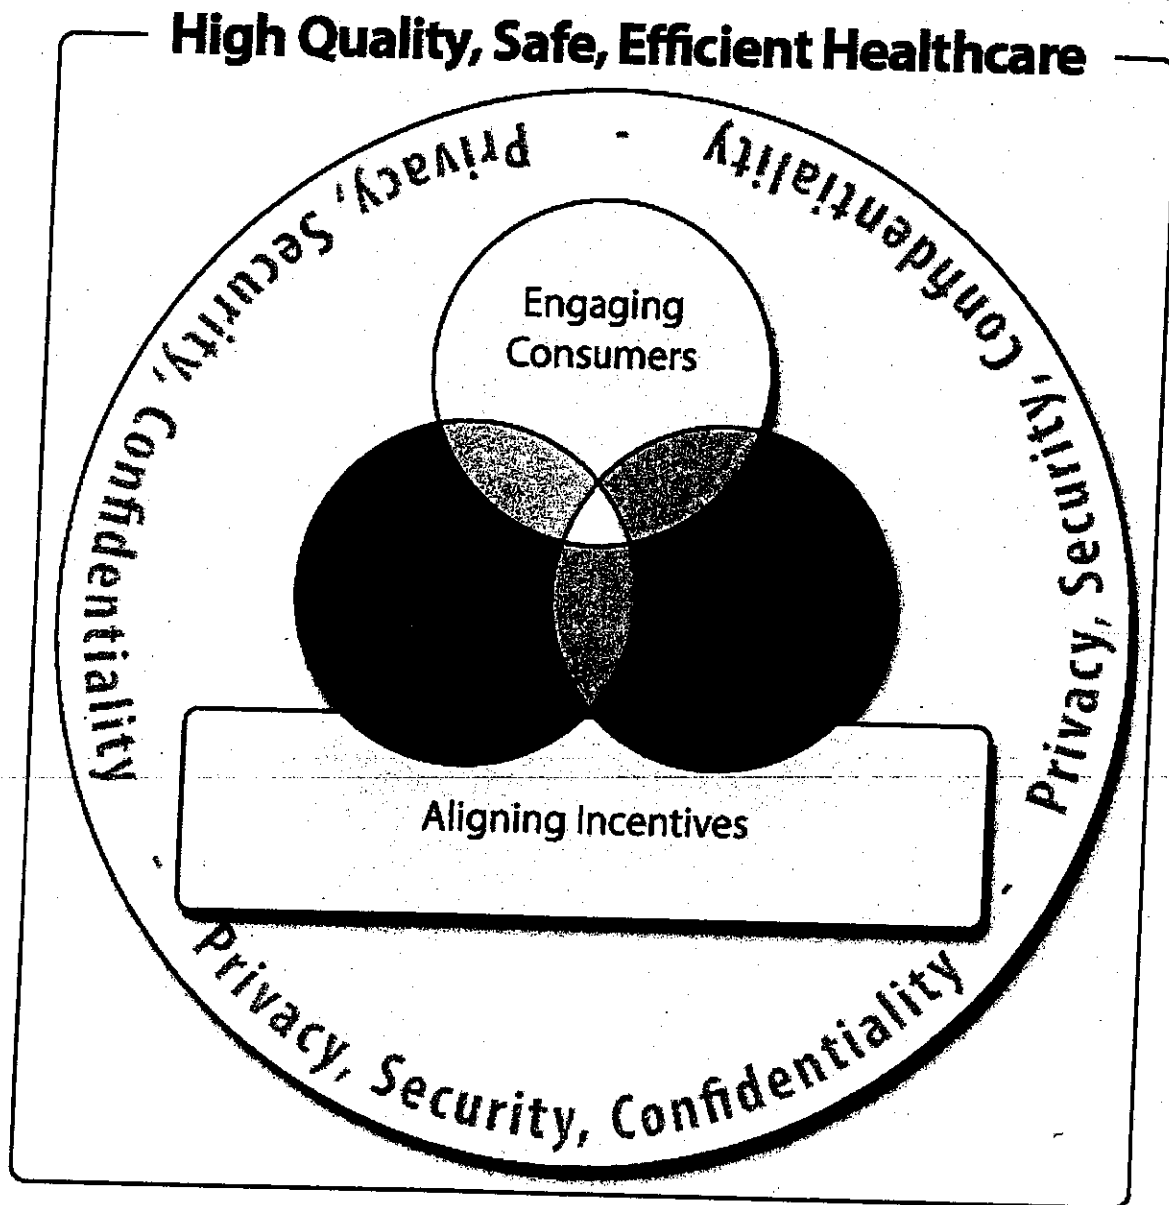 High Quality, Safe, Efficient Healthcare
Privacy, Security, Confidentiality
-
Privacy, Security, Confidentiality
-
Privacy, Security, Confidentiality
-
Engaging
Consumers
Aligning Incentives